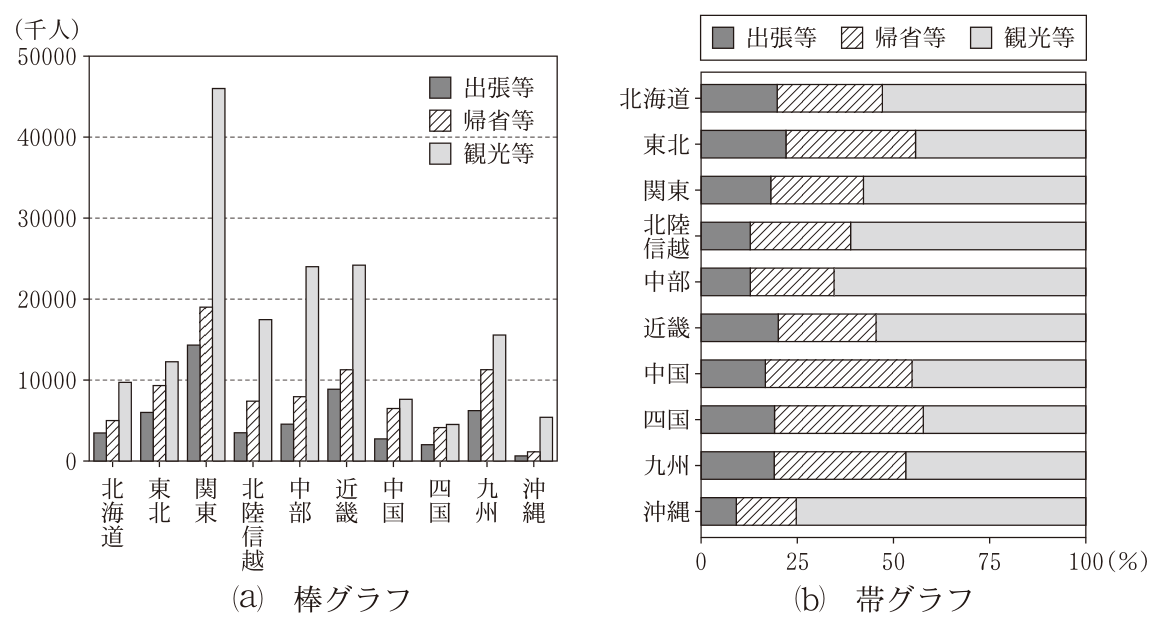 (千人)
50000
40000
30000
20000
10000
0
出張等
帰省等
観光等
北海道
東北
関東
北陸信越
中部
近畿
中国
四国
九州
沖縄
(a) 棒グラフ
出張等 帰省等 観光等
北海道
東北
関東
北陸
信越
中部
近畿
中国
四国
九州
沖縄
0 25 50 75 100(%)
(b) 帯グラフ